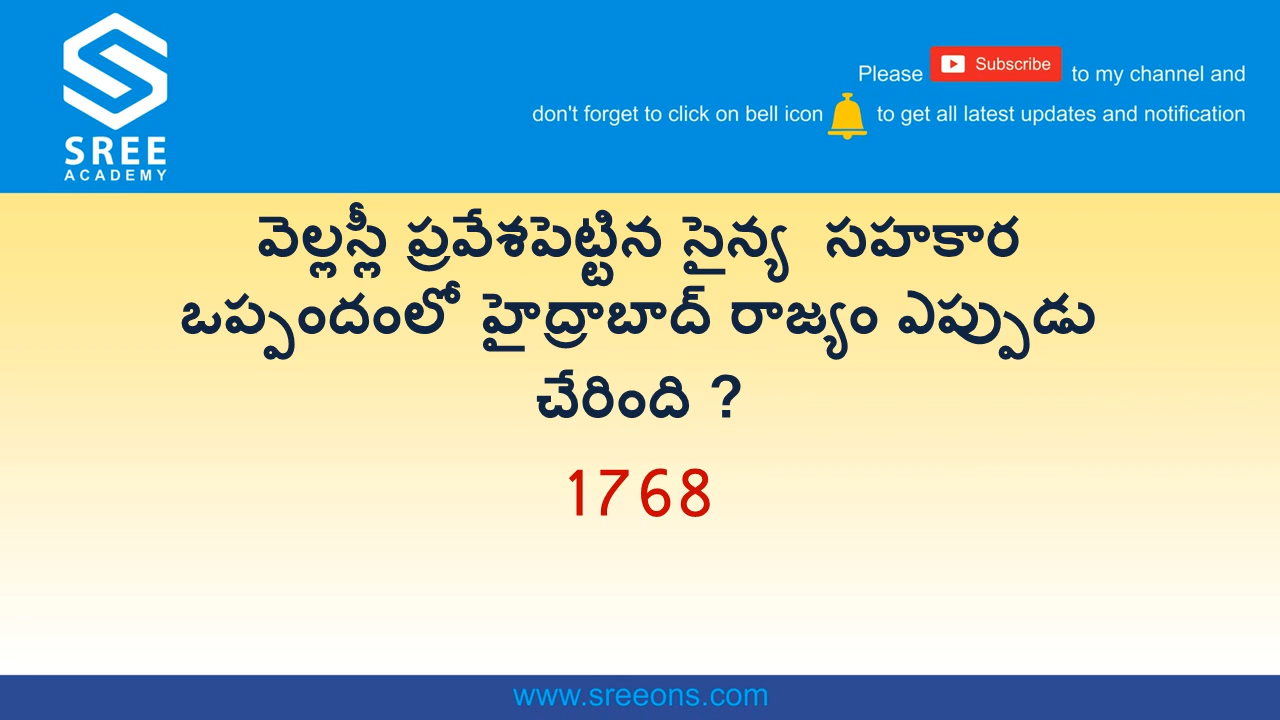 SREE
ACADEMY
Please Subscribe to my channel and
don't forget to click on bell icon to get all latest updates and notification
వెల్లస్లీ ప్రవేశపెట్టిన సైన్య సహకార
ఒప్పందంలో హైద్రాబాద్ రాజ్యం ఎప్పుడు
చేరింది ?
1768
www.sreeons.com